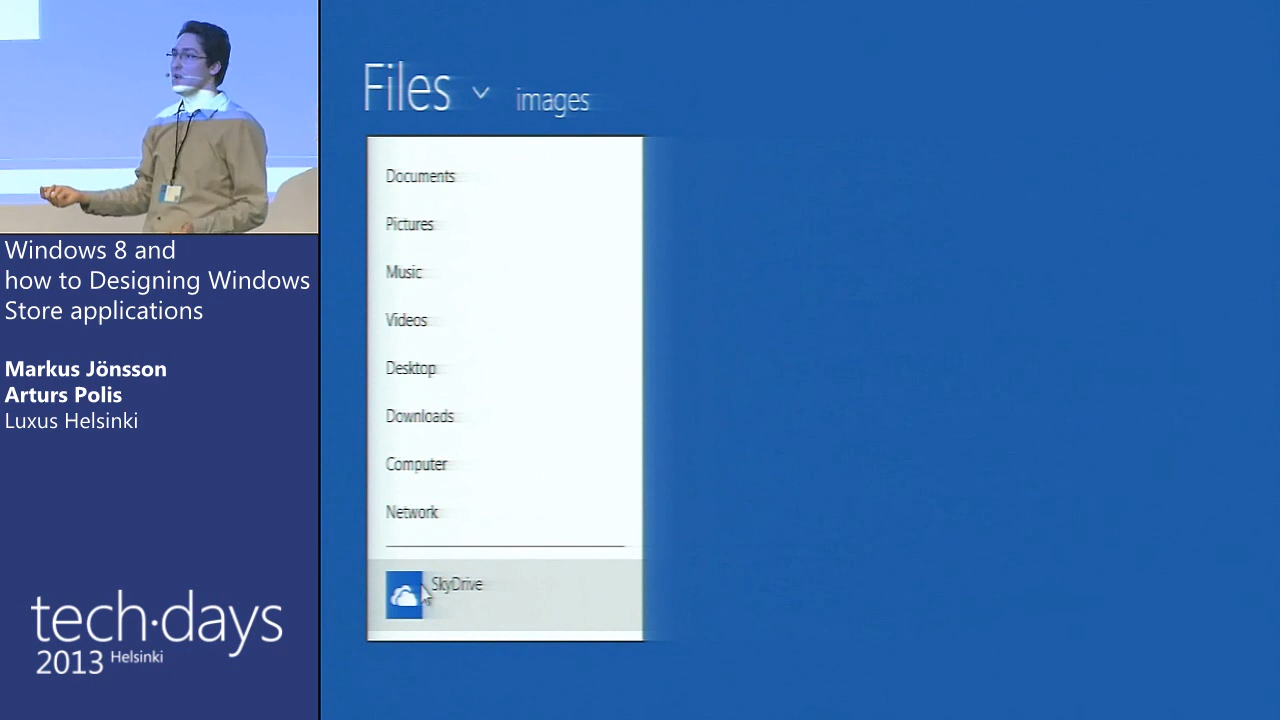 Windows 8 and
how to Designing Windows
Store applications
Markus Jönsson
Arturs Polis
Luxus Helsinki
tech·days
2013 Helsinki
Files images
Documents
Pictures
Music
Videos
Desktop
Downloads
Computer
Network
SkyDrive